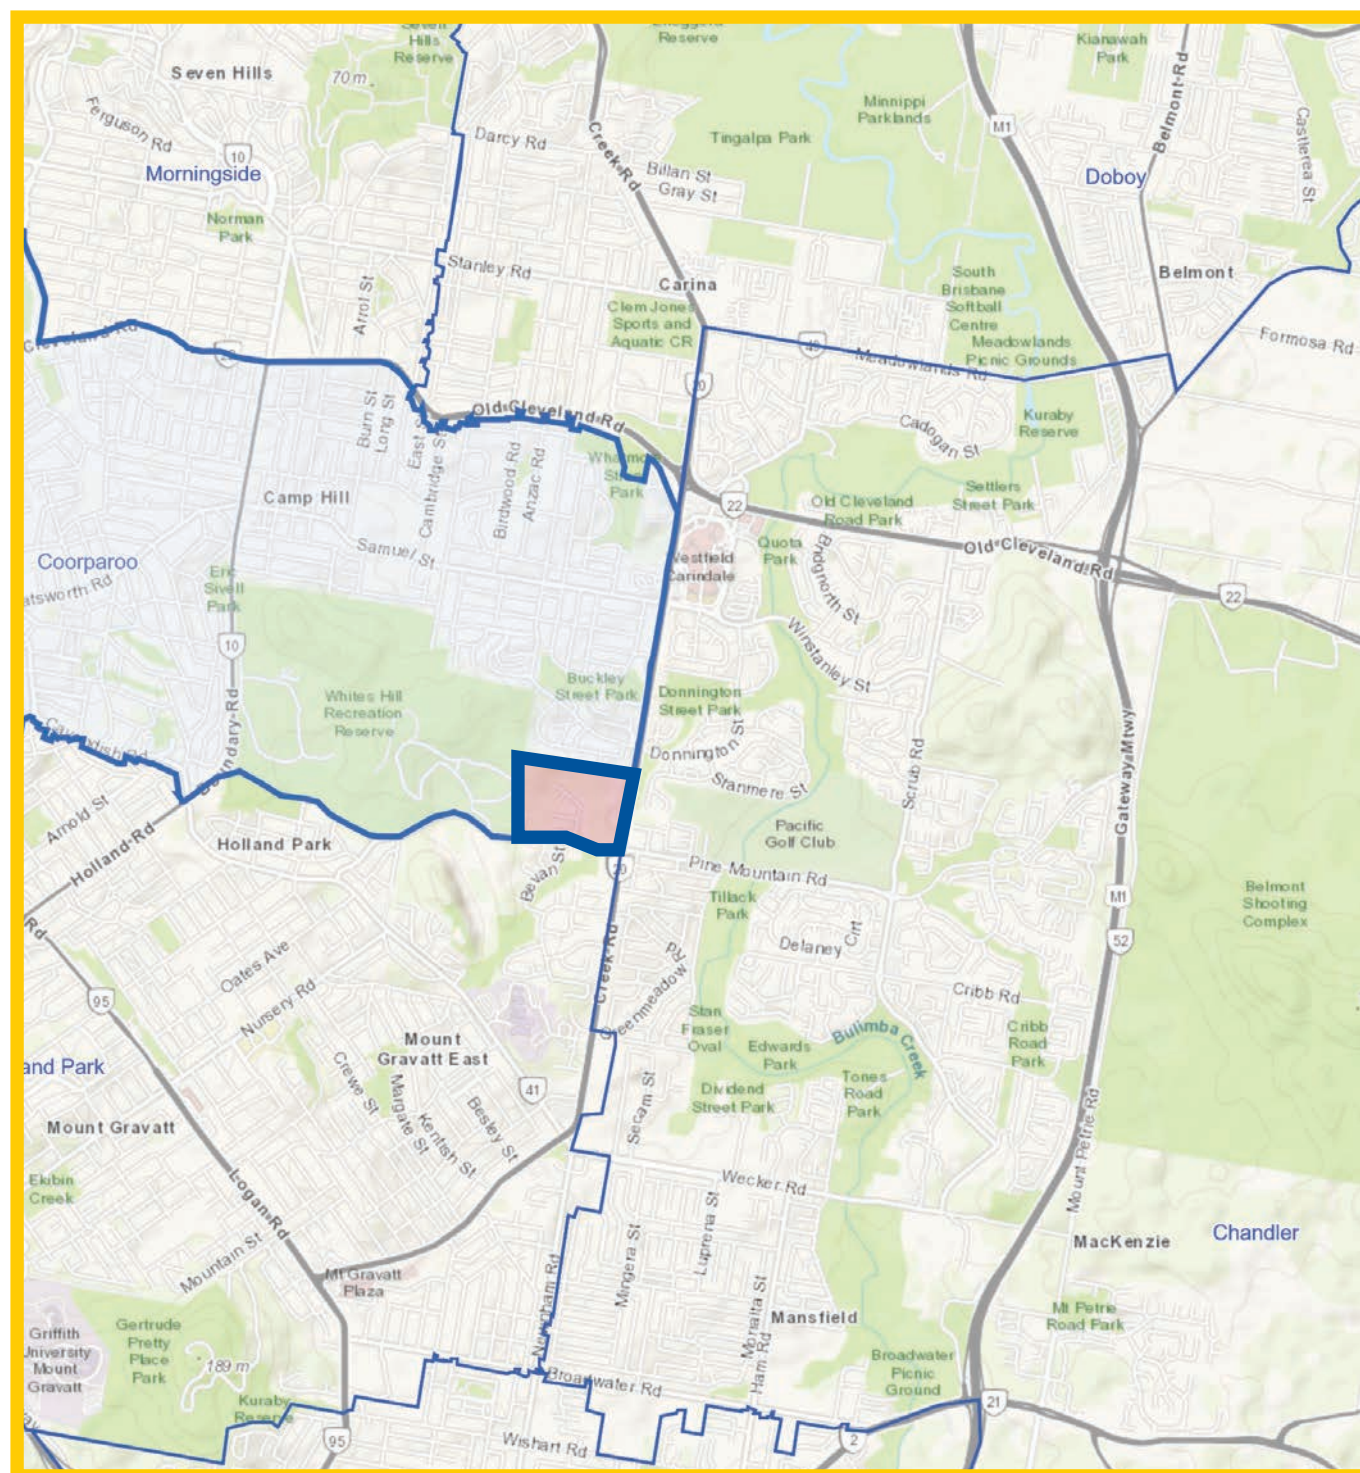 Hills
Reserve
Reserve
Kianawah
Park
Seven Hills
70 m
Belmont-Rd
Minnippi
Parklands
Ferguson Rd
Creek-Rd
M1
Castlerea St
Darcy Rd
Tingalpa Park
10
Morningside
Billan St
Gray St
Doboy
Norman
Park
Stanley Rd
Carina
South
Brisbane
Softball
Centre
Belmont
Arrol St
Clem Jones
Sports and
Aquatic CR
Meadowlands
Picnic Grounds
Formosa Rd
Meadowlands Rd
20
Old Cleveland Rd
Burn St
Long St
Cadogan St
Kuraby
Reserve
Cambridge St
Birdwood Rd
Anzac Rd
Park
Camp Hill
22
Old Cleveland
Road Park
Settlers
Street Park
Samuel St
Coorparoo
Quota
Park
Bridgnorth St
Old Cleveland Rd
Sivell
Park
22
10
Winstanley St
Buckley
Street Park
Whites Hill
Recreation
Reserve
Donnington
Street Park
Boundary-Rd
Donnington St
Gateway Mtwy
Scrub Rd
Stanmere St
Arnold St
Holland-Rd
Holland Park
Pacific
Golf Club
Bevan St
20
Pine Mountain Rd
Tillack
Park
M1
Belmont
Shooting
Complex
Rd
52
Delaney
Crt
Creek-Rd
Oates Ave
Nursery Rd
95
Cribb Rd
Greenmeadow Rd
Stan
Fraser
Oval
Bulimba Creek
Cribb
Road
Park
Mount
Gravatt East
Edwards
Park
and Park
Crewe St
Margate St
Kentish St
Besley St
41
Secam St
Dividend
Street Park
Tones
Road
Park
Mount Petrie Rd
Mount Gravatt
Ekibin
Creek
Logan-Rd
Wecker Rd
Luprena St
Mingera St
Chandler
MacKenzie
Mountain St
Mt Gravatt
Plaza
Newnham Rd
Moralta St
Ham Rd
Mansfield
Mt Petrie
Road Park
Griffith
University
Mount
Gravatt
Gertrude
Pretty
Place
Park
189 m
Broadwater
Picnic
Ground
Broadwater Rd
Kuraby
Reserve
21
95
Wishart Rd
2